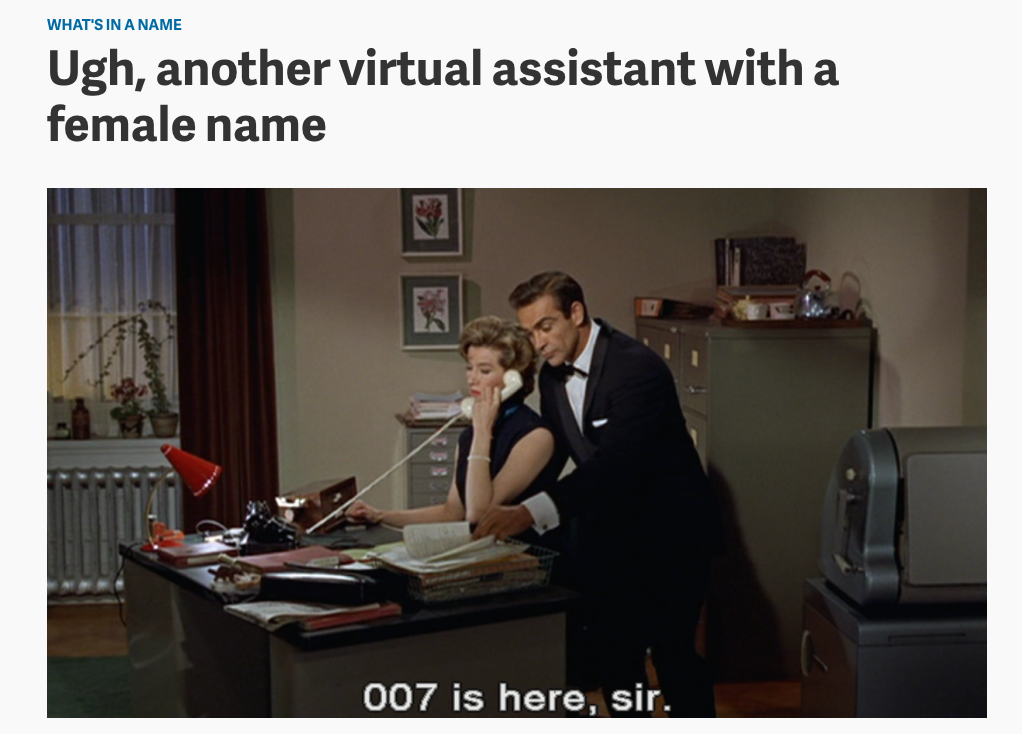 WHAT'S IN A NAME
Ugh, another virtual assistant with a
female name
007 is here, sir.